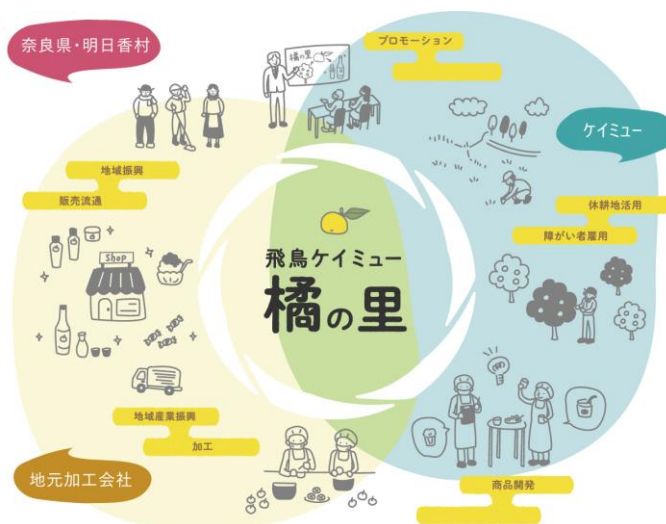 奈良県・明日香村
プロモーション
橘の里
ケイミュー
地域振興
販売流通
休耕地活用
障がい者雇用
Shop
飛鳥ケイミュー
橘の里
地域産業振興
加工
地元加工会社
商品開発